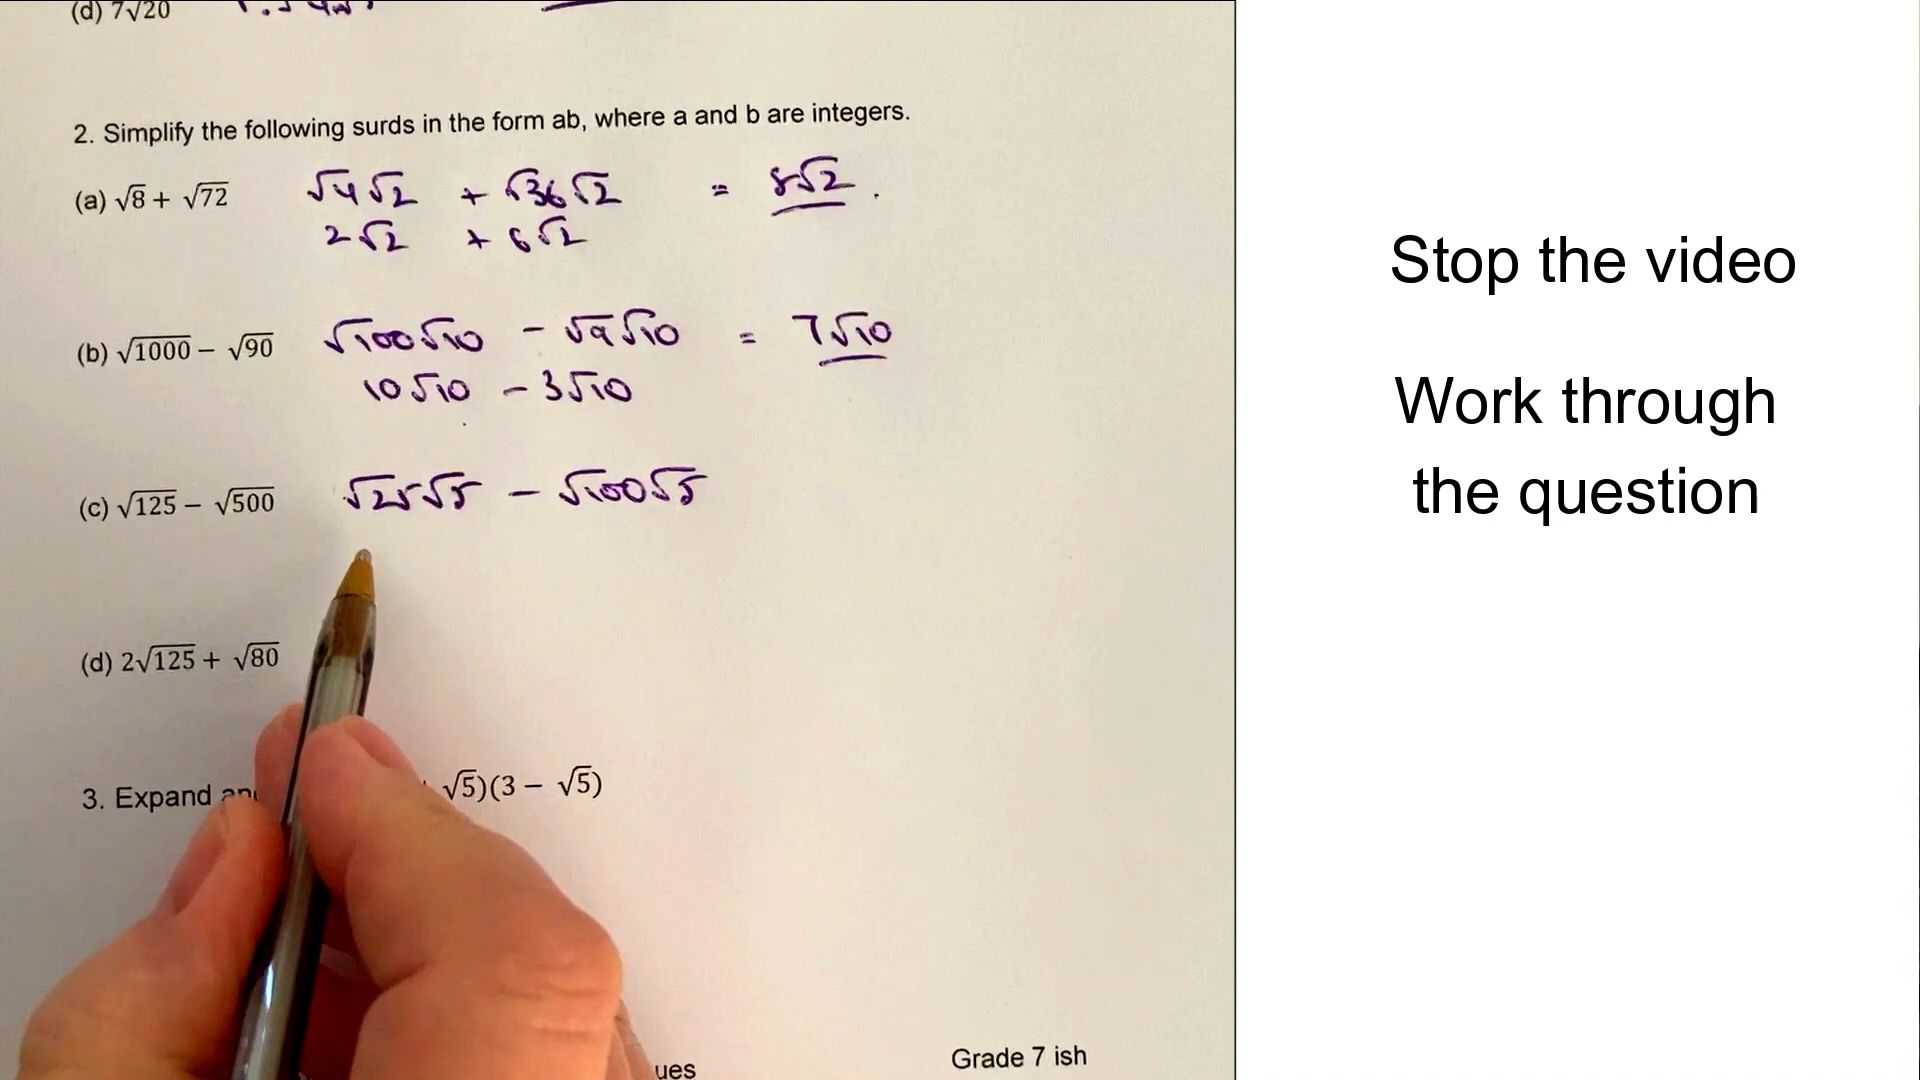 (d) 7√20
2. Simplify the following surds in the form ab, where a and b are integers.
(a) √8 + √72 √4√2 + √36√2 = 8√2.
2√2 + 6√2
(b) √1000 − √90 √100√10 − √9√10 = 7√10
10√10 − 3√10
(c) √125 − √500 √25√5 − √100√5
(d) 2√125 + √80
3. Expand √5)(3 − √5)
ues Grade 7 ish
Stop the video
Work through
the question